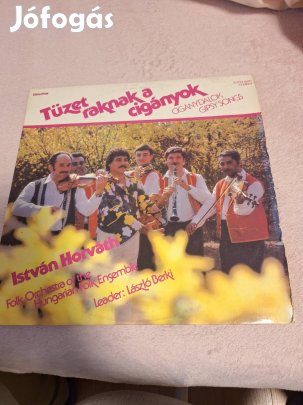 Jófogás
Tüzet
raknak a
cigányok
CIGÁNYDALOK
GIPSY SONGS
István Horváth
Folk Orchestra of the
Hungarian Folk Ensemble
Leader: László Berki
Jófogás